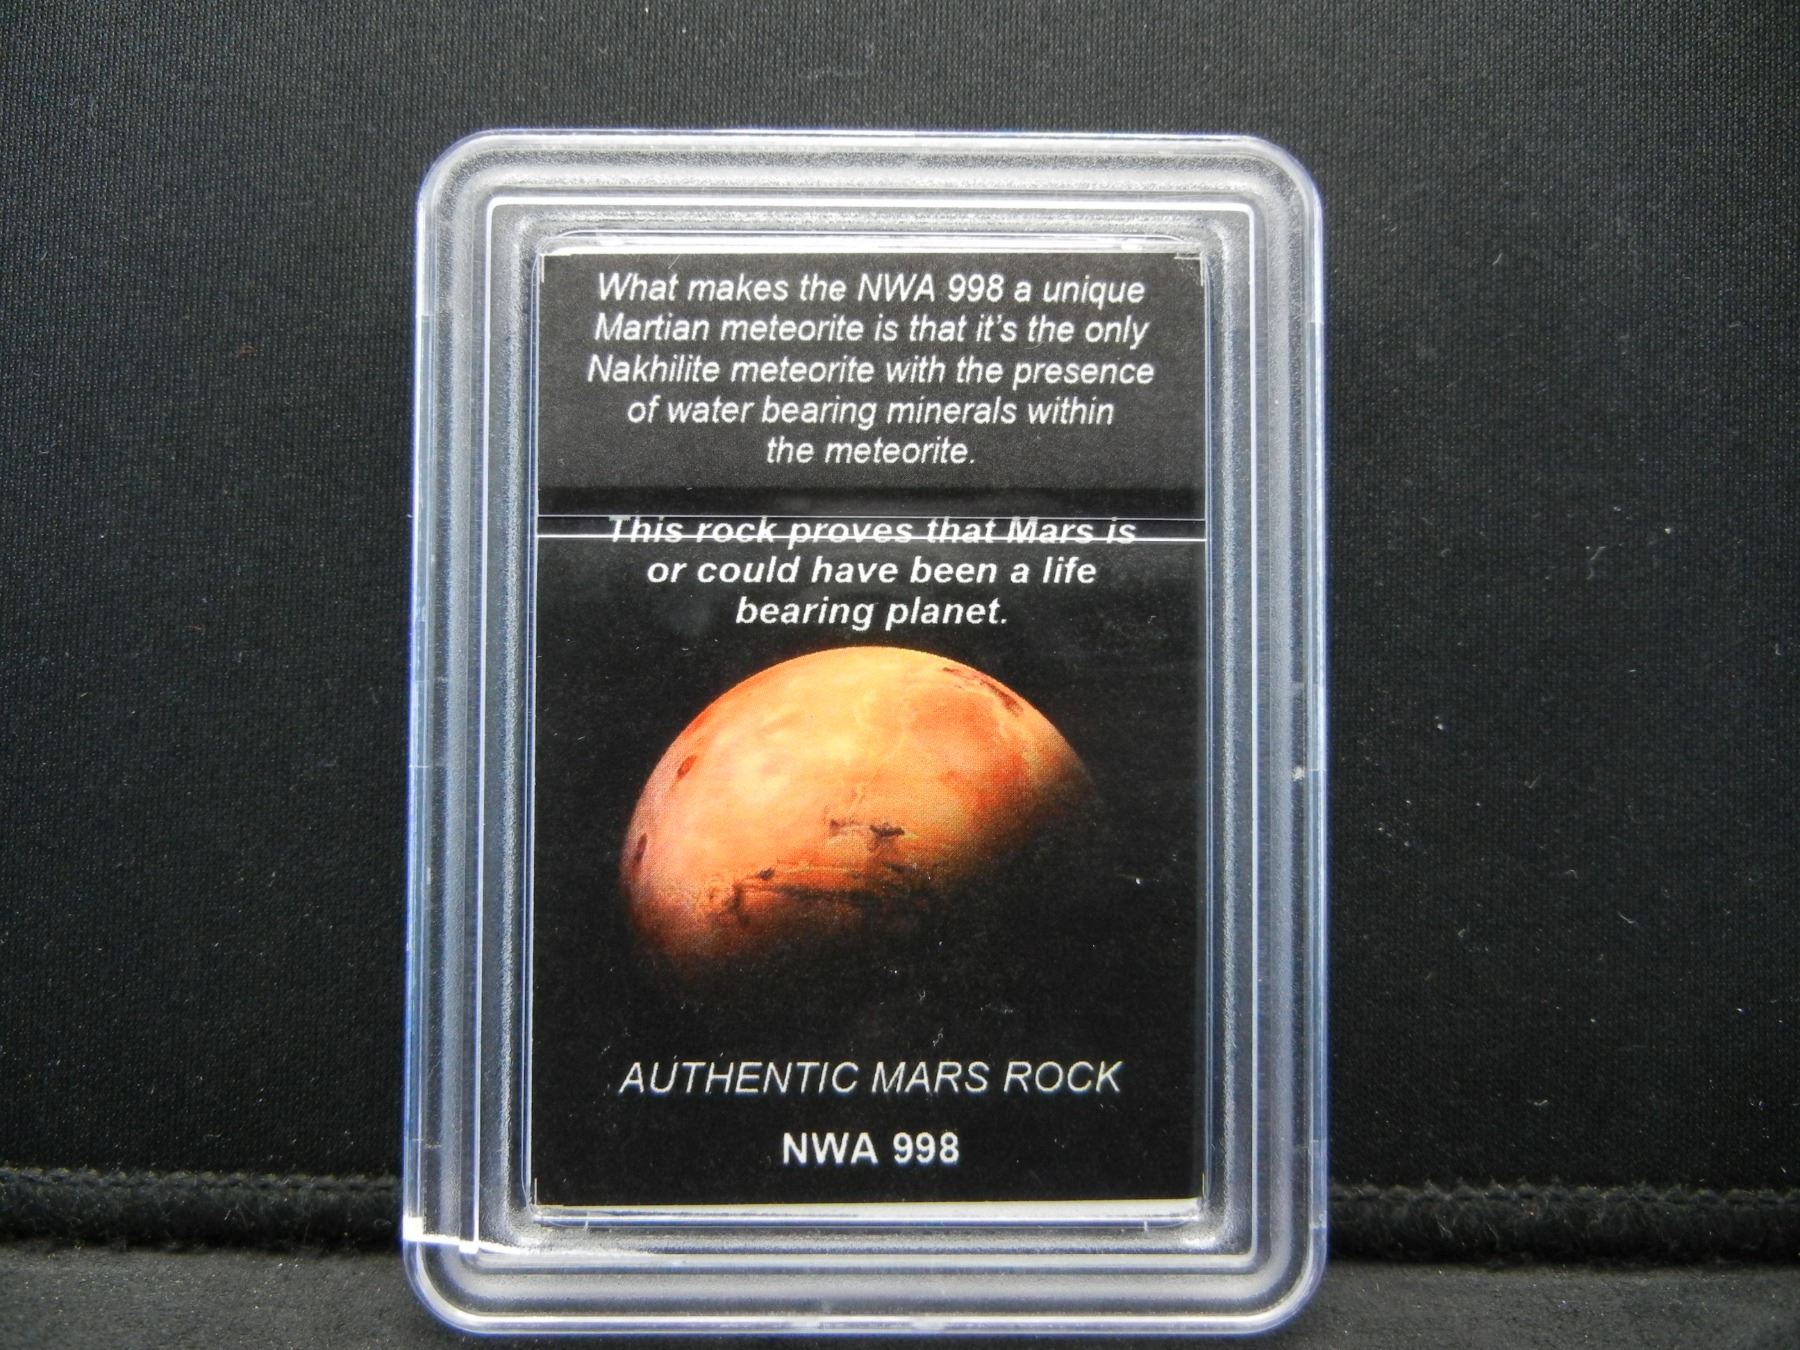 What makes the NWA 998 a unique
Martian meteorite is that it's the only
Nakhilite meteorite with the presence
of water bearing minerals within
the meteorite.
This rock proves that Mars is
or could have been a life
bearing planet.
AUTHENTIC MARS ROCK
NWA 998